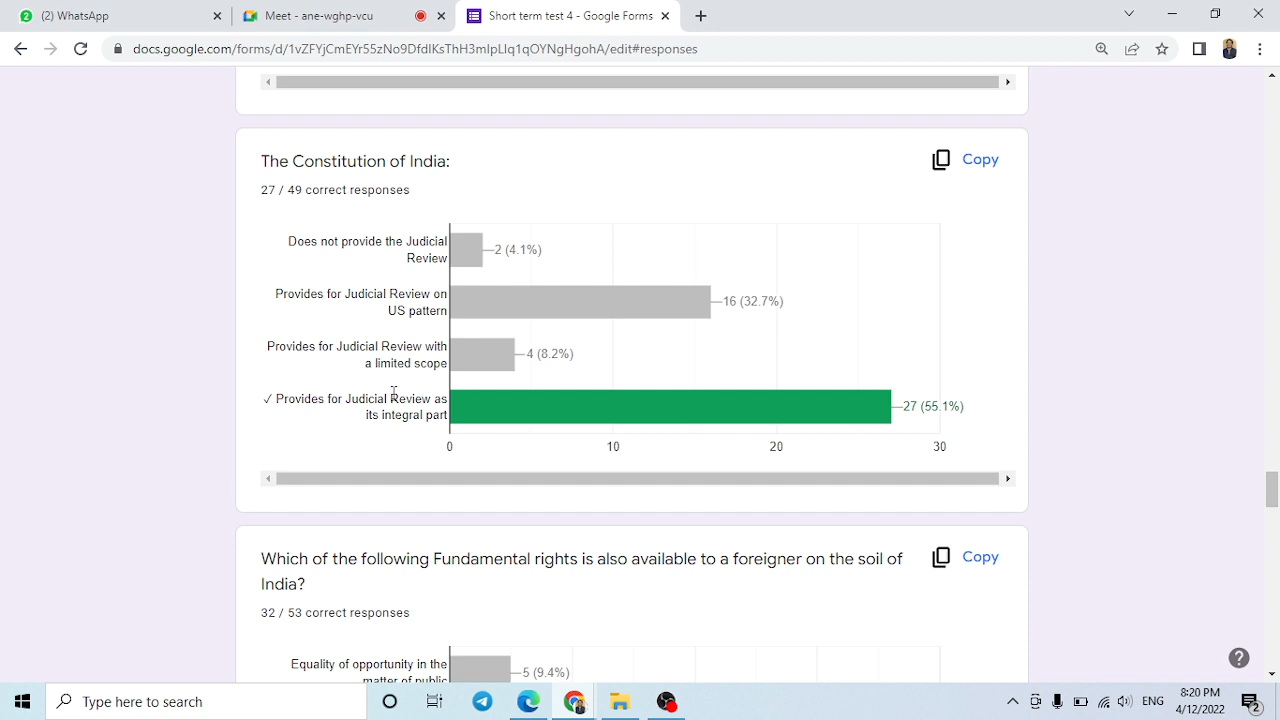 (2) WhatsApp
Meet - ane-wghp-vcu
Short term test 4 - Google Forms
docs.google.com/forms/d/1vZFYjCmEYr55zNo9DfdIKsThH3mIpLlq1qOYNgHgohA/edit#responses
The Constitution of India:
Copy
27 / 49 correct responses
Does not provide the Judicial
Review
2 (4.1%)
Provides for Judicial Review on
US pattern
16 (32.7%)
Provides for Judicial Review with
a limited scope
4 (8.2%)
✓ Provides for Judicial Review as
its integral part
27 (55.1%)
0 10 20 30
Which of the following Fundamental rights is also available to a foreigner on the soil of
India?
Copy
32 / 53 correct responses
Equality of opportunity in the
matter of public
5 (9.4%)
Type here to search
ENG
8:20 PM
4/12/2022
2